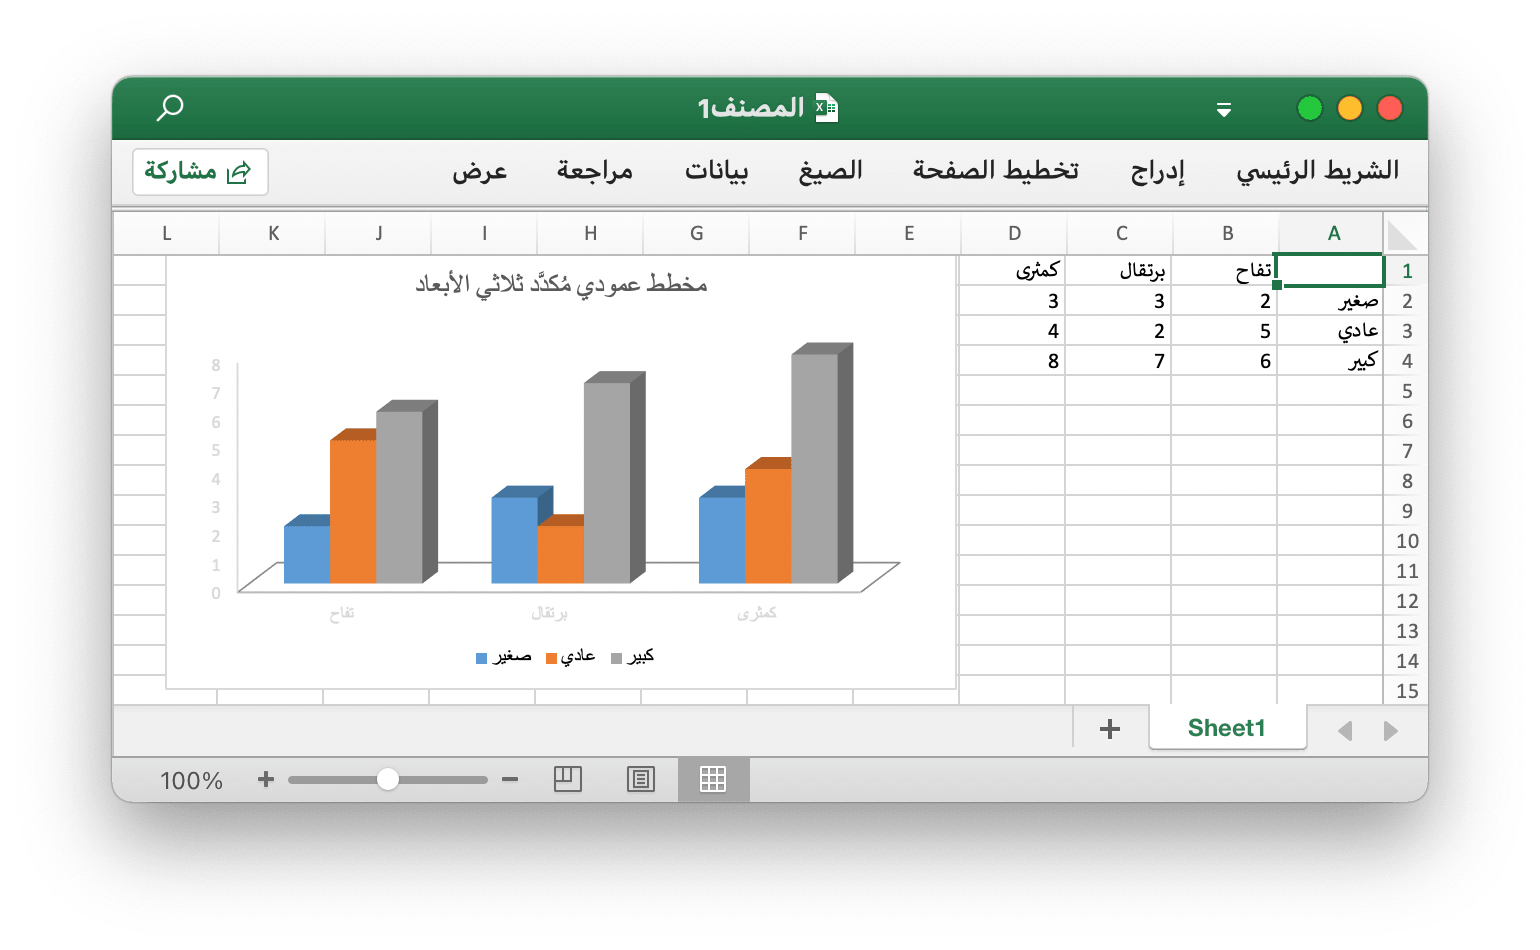 المصنف1
الشريط الرئيسي إدراج تخطيط الصفحة الصيغ بيانات مراجعة عرض مشاركة
A B C D E F G H I J K L
1 تفاح برتقال كمثرى
2 صغير 2 3 3
3 عادي 5 2 4
4 كبير 6 7 8
5
6
7
8
9
10
11
12
13
14
15
مخطط عمودي مُكدَّد ثلاثي الأبعاد
8
7
6
5
4
3
2
1
0
تفاح برتقال كمثرى
صغير عادي كبير
Sheet1 +
100%